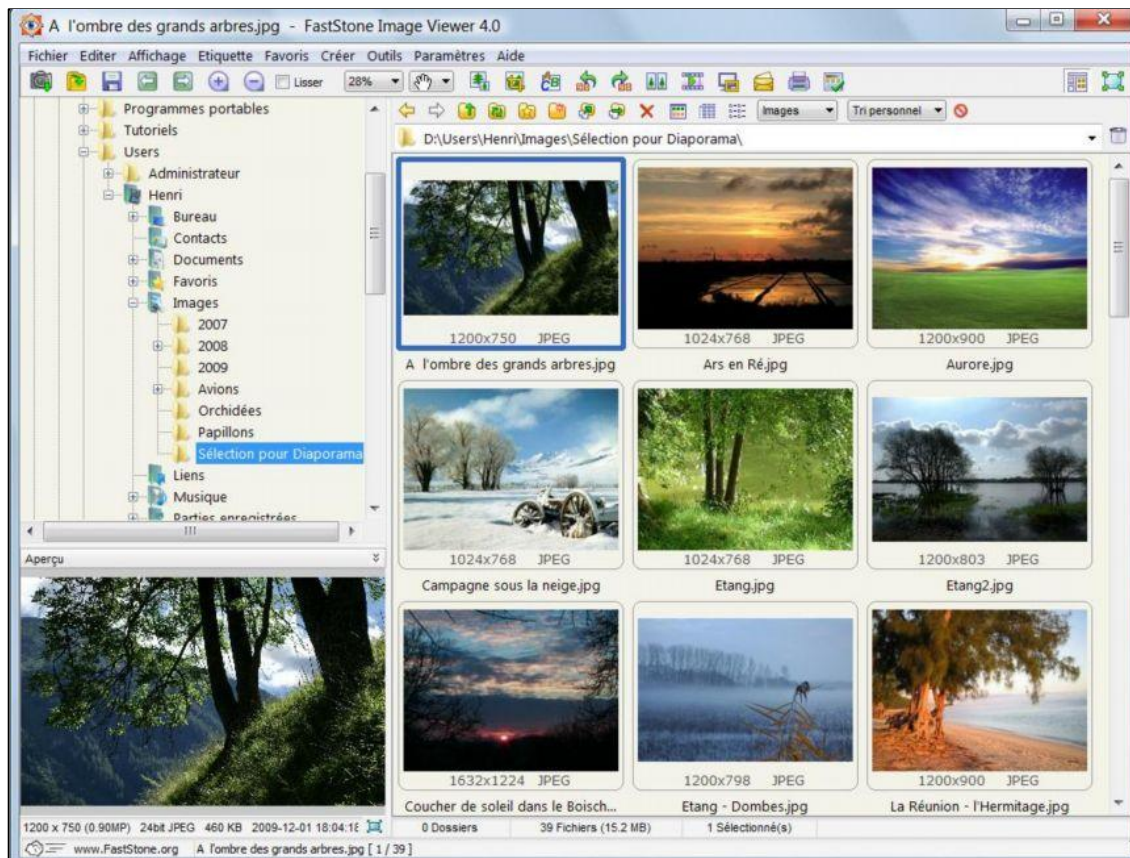 A l'ombre des grands arbres.jpg - FastStone Image Viewer 4.0
Fichier Editer Affichage Etiquette Favoris Créer Outils Paramètres Aide
Lisser 28%
Programmes portables
Tutoriels
Users
Administrateur
Henri
Bureau
Contacts
Documents
Favoris
Images
2007
2008
2009
Avions
Orchidées
Papillons
Sélection pour Diaporama
Liens
Musique
Parties enregistrées
Aperçu
1200 x 750 (0.90MP) 24bit JPEG 460 KB 2009-12-01 18:04:18
Images Tri personnel
D:\Users\Henri\Images\Sélection pour Diaporama\
1200x750 JPEG
A l'ombre des grands arbres.jpg
1024x768 JPEG
Ars en Ré.jpg
1200x900 JPEG
Aurore.jpg
1024x768 JPEG
Campagne sous la neige.jpg
1024x768 JPEG
Etang.jpg
1200x803 JPEG
Etang2.jpg
1632x1224 JPEG
Coucher de soleil dans le Boisch...
1200x798 JPEG
Etang - Dombes.jpg
1200x900 JPEG
La Réunion - l'Hermitage.jpg
0 Dossiers 39 Fichiers (15.2 MB) 1 Sélectionné(s)
www.FastStone.org A l'ombre des grands arbres.jpg [ 1 / 39 ]